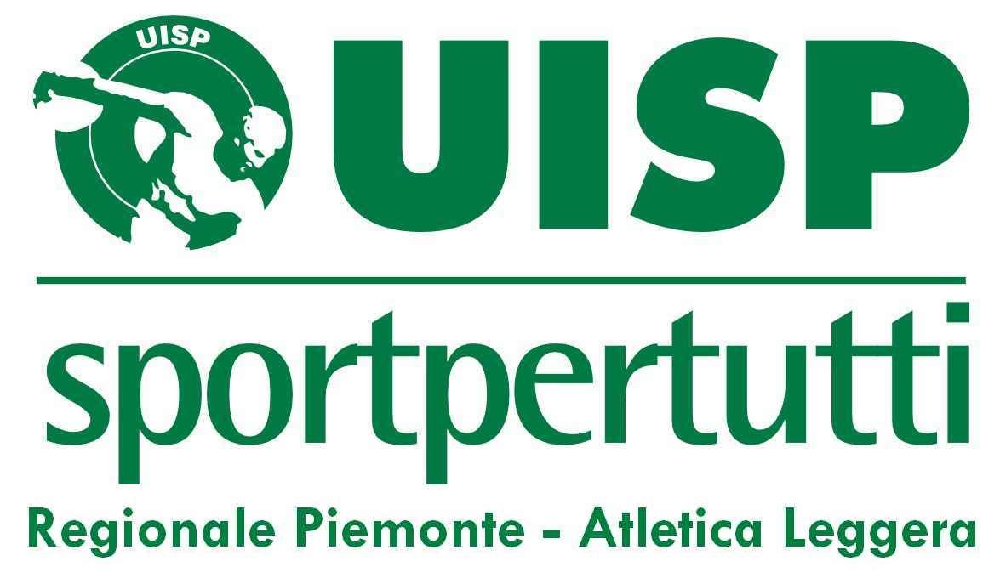 UISP
UISP
sportpertutti
Regionale Piemonte - Atletica Leggera